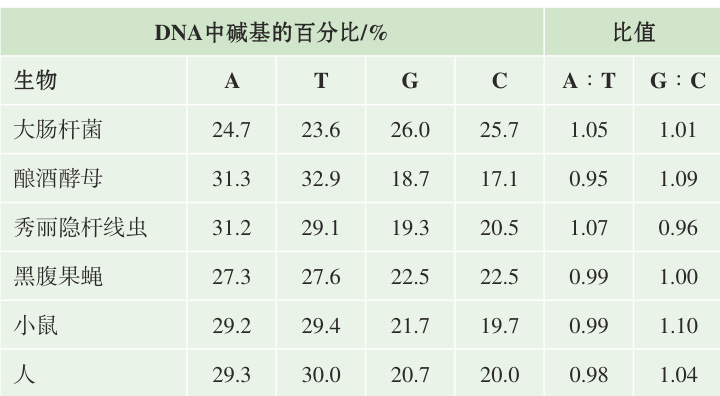 DNA中碱基的百分比/% 比值
生物 A T G C A∶T G∶C
大肠杆菌 24.7 23.6 26.0 25.7 1.05 1.01
酿酒酵母 31.3 32.9 18.7 17.1 0.95 1.09
秀丽隐杆线虫 31.2 29.1 19.3 20.5 1.07 0.96
黑腹果蝇 27.3 27.6 22.5 22.5 0.99 1.00
小鼠 29.2 29.4 21.7 19.7 0.99 1.10
人 29.3 30.0 20.7 20.0 0.98 1.04